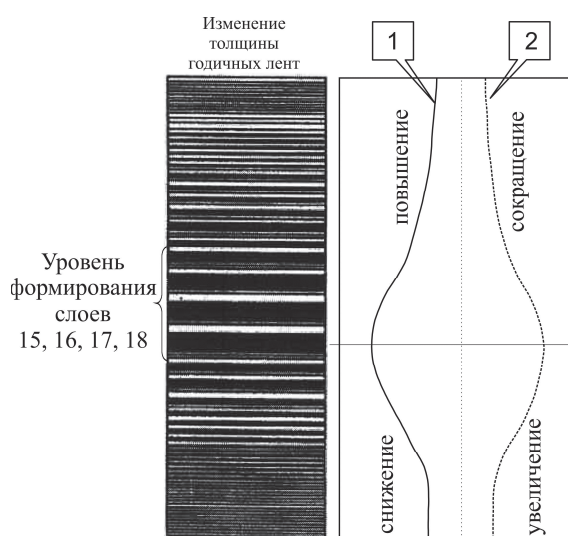 Изменение
толщины
годичных лент
1
2
повышение
сокращение
Уровень
формирования
слоев
15, 16, 17, 18
снижение
увеличение